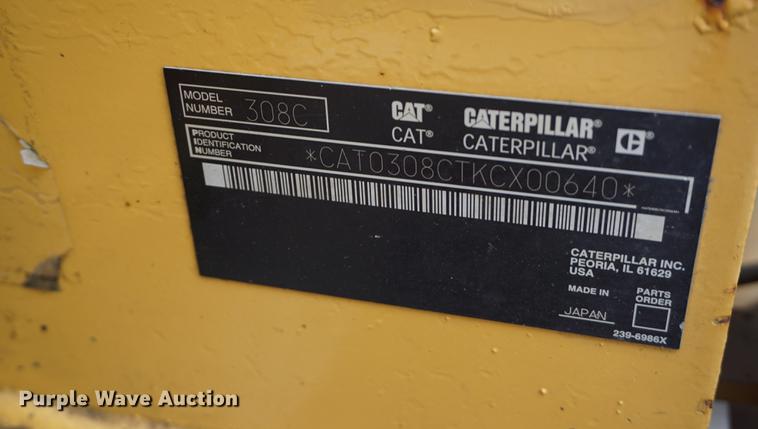 MODEL
NUMBER 308C
CAT® CATERPILLAR® C®
CAT® CATERPILLAR®
PRODUCT
IDENTIFICATION
NUMBER
*CAT0308CTKCX00640*
CATERPILLAR INC.
PEORIA, IL 61629
USA
MADE IN
JAPAN
PARTS
ORDER
239-6986X
Purple Wave Auction